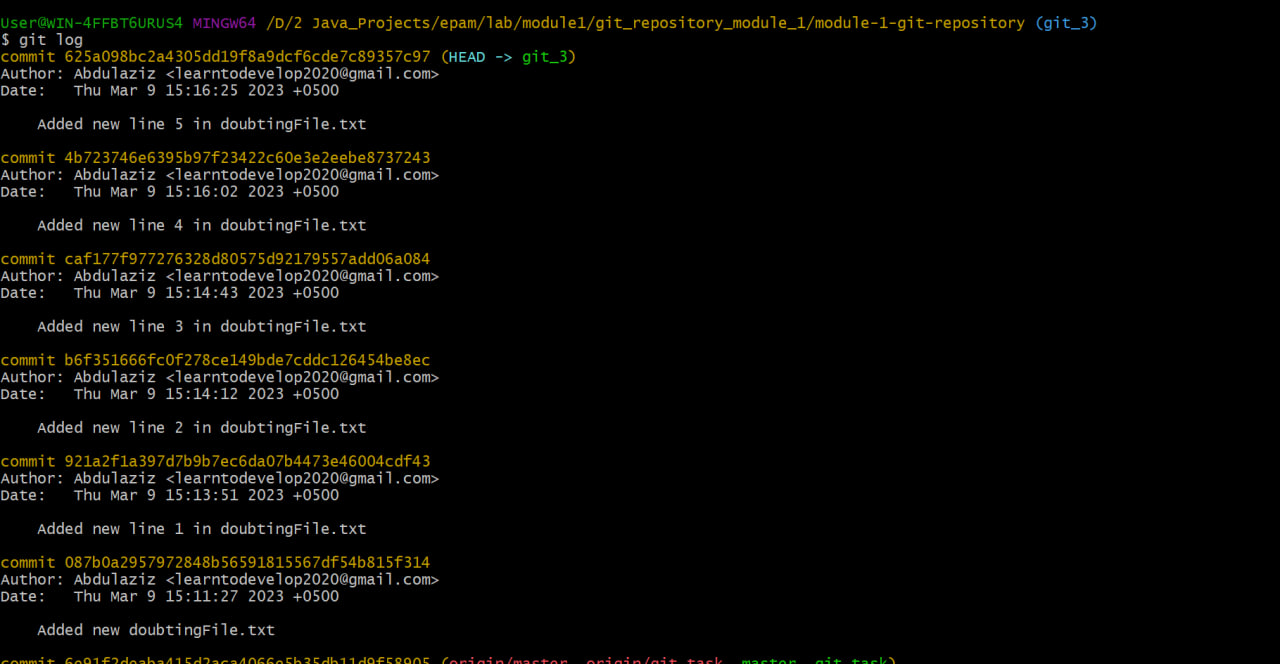 User@WIN-4FFBT6URUS4 MINGW64 /D/2 Java_Projects/epam/lab/module1/git_repository_module_1/module-1-git-repository (git_3)
$ git log
commit 625a098bc2a4305dd19f8a9dcf6cde7c89357c97 (HEAD -> git_3)
Author: Abdulaziz <learntodevelop2020@gmail.com>
Date:   Thu Mar 9 15:16:25 2023 +0500
Added new line 5 in doubtingFile.txt
commit 4b723746e6395b97f23422c60e3e2eebe8737243
Author: Abdulaziz <learntodevelop2020@gmail.com>
Date:   Thu Mar 9 15:16:02 2023 +0500
Added new line 4 in doubtingFile.txt
commit caf177f977276328d80575d92179557add06a084
Author: Abdulaziz <learntodevelop2020@gmail.com>
Date:   Thu Mar 9 15:14:43 2023 +0500
Added new line 3 in doubtingFile.txt
commit b6f351666fc0f278ce149bde7cddc126454be8ec
Author: Abdulaziz <learntodevelop2020@gmail.com>
Date:   Thu Mar 9 15:14:12 2023 +0500
Added new line 2 in doubtingFile.txt
commit 921a2f1a397d7b9b7ec6da07b4473e46004cdf43
Author: Abdulaziz <learntodevelop2020@gmail.com>
Date:   Thu Mar 9 15:13:51 2023 +0500
Added new line 1 in doubtingFile.txt
commit 087b0a2957972848b56591815567df54b815f314
Author: Abdulaziz <learntodevelop2020@gmail.com>
Date:   Thu Mar 9 15:11:27 2023 +0500
Added new doubtingFile.txt
commit (origin/master, origin/git_task, master, git_task)